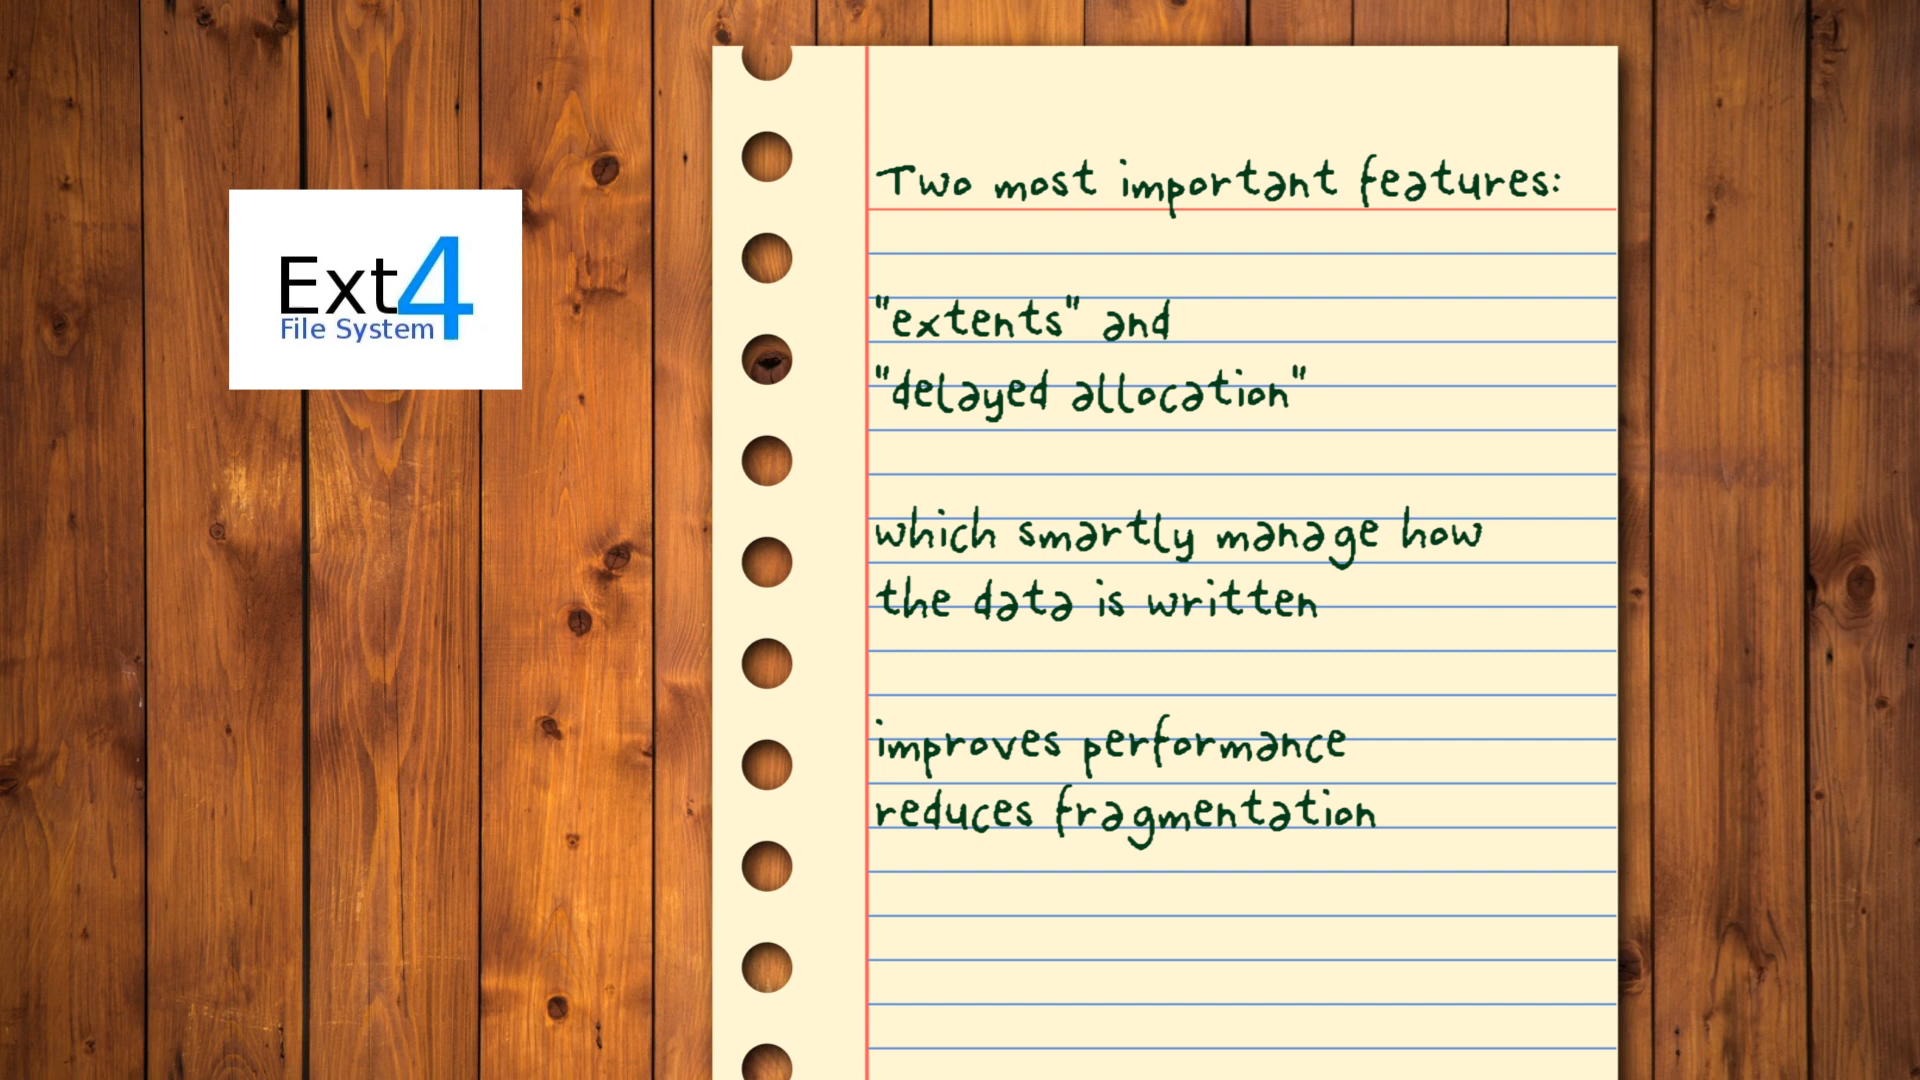 Ext4
File System
Two most important features:
"extents" and
"delayed allocation"
which smartly manage how
the data is written
improves performance
reduces fragmentation